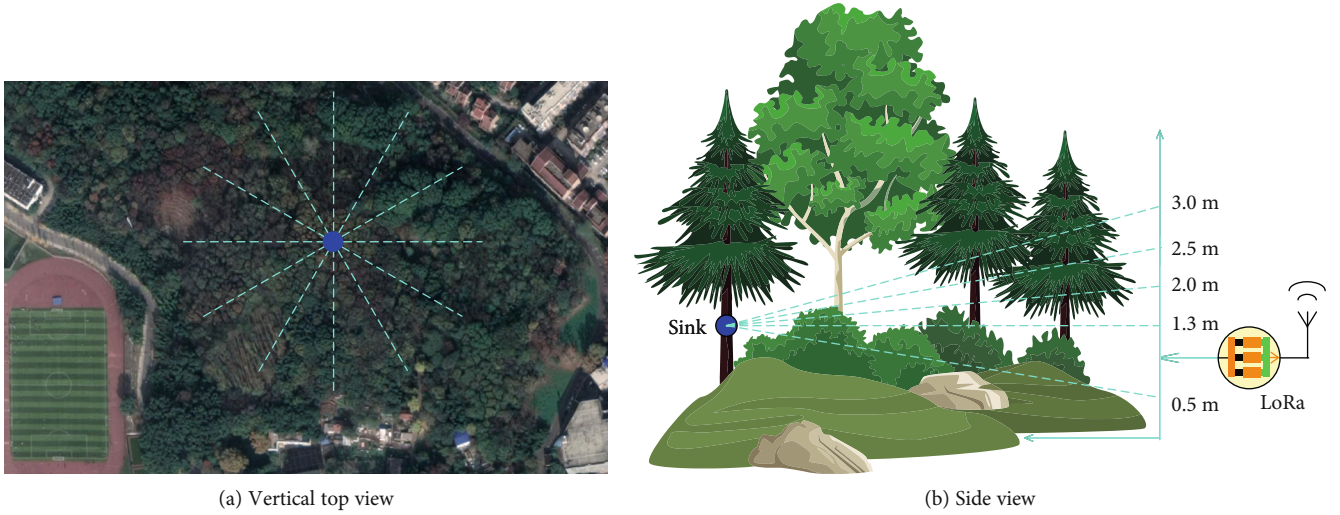 3.0 m
2.5 m
2.0 m
Sink
1.3 m
0.5 m
LoRa
(a) Vertical top view
(b) Side view